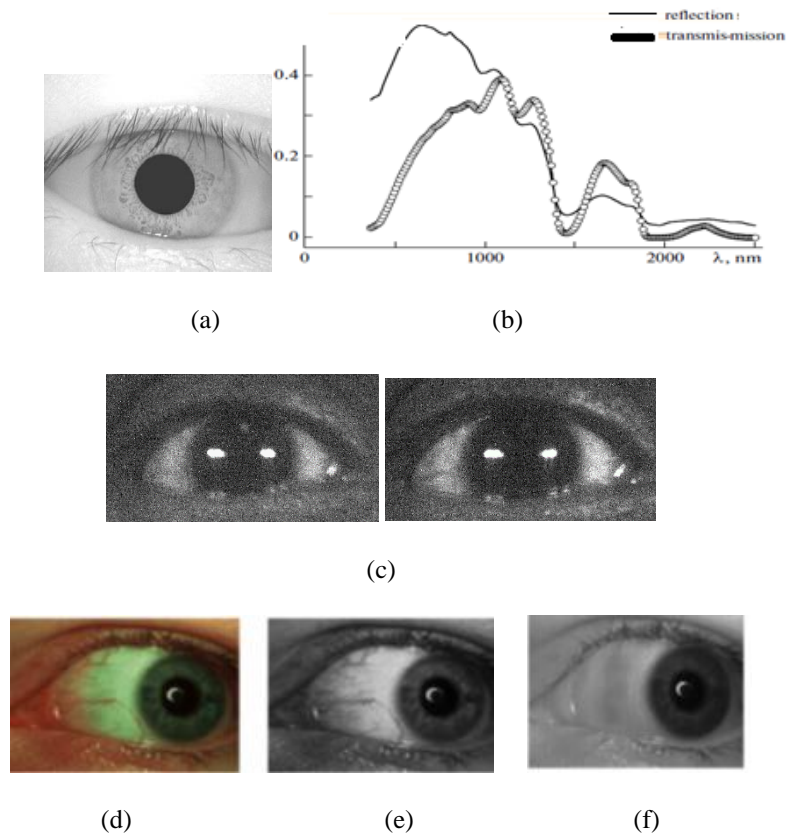 reflection :
transmis-mission
0.4
0.2
0
0 1000 2000 λ, nm
(a) (b)
(c)
(d) (e) (f)